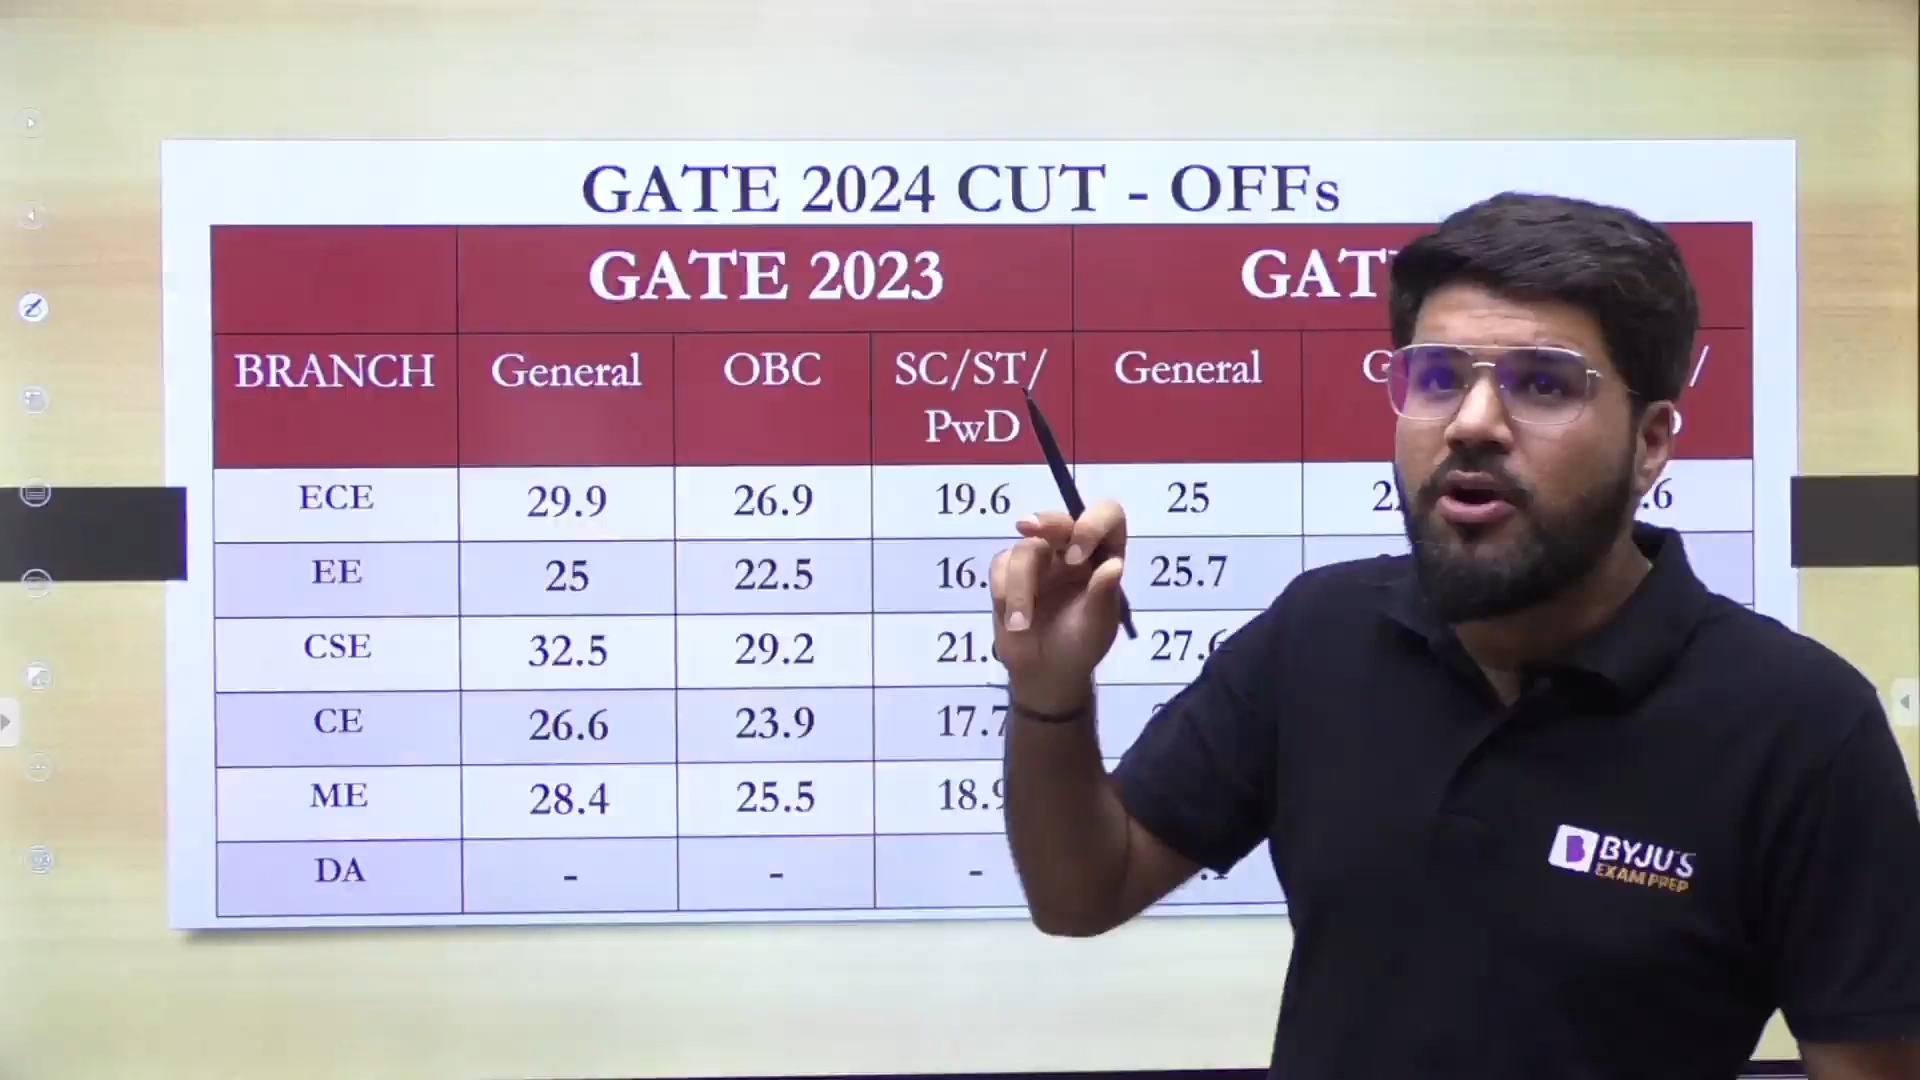 GATE 2024 CUT - OFFs
GATE 2023
BRANCH General OBC SC/ST/ General
PwD
ECE 29.9 26.9 19.6 25
EE 25 22.5 25.7
CSE 32.5 29.2
CE 26.6 23.9 17.7
ME 28.4 25.5
DA - - -
BYJU'S
EXAM PREP